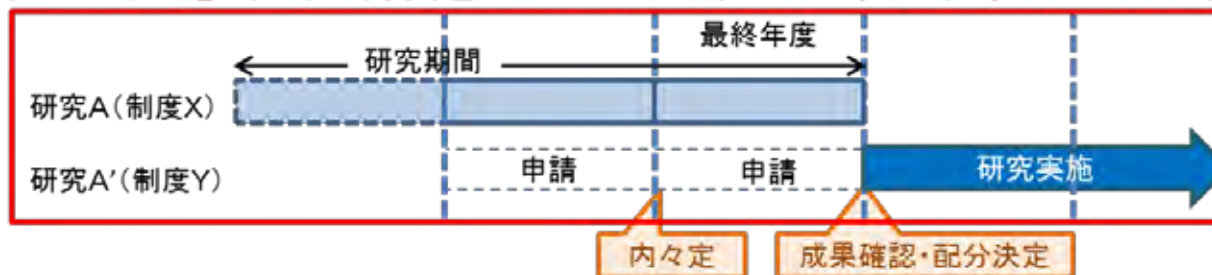 最終年度
研究期間
研究A(制度X)
研究A'(制度Y)
申請
申請
研究実施
内々定
成果確認・配分決定